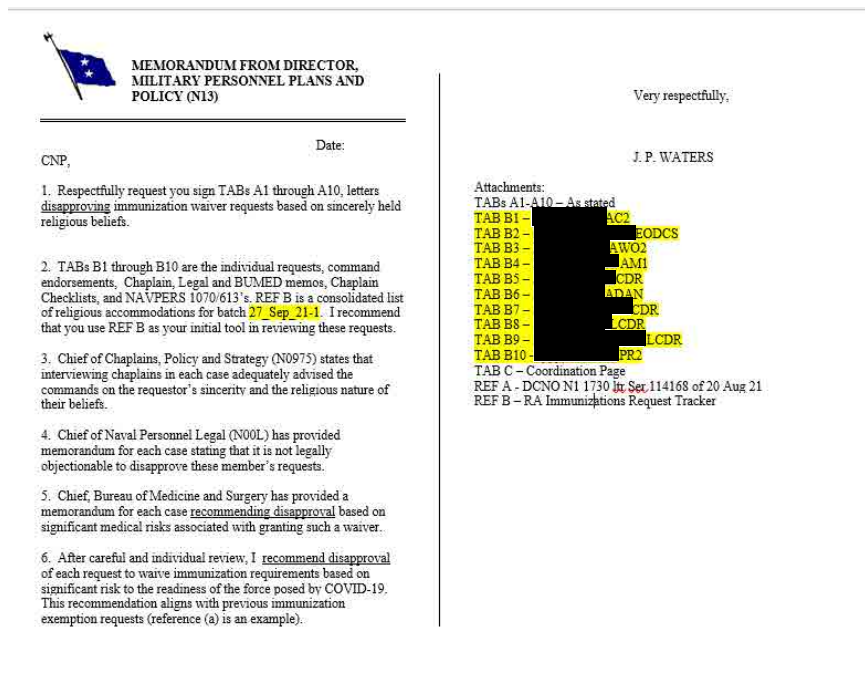 MEMORANDUM FROM DIRECTOR,
MILITARY PERSONNEL PLANS AND
POLICY (N13)
Date:
CNP,
1. Respectfully request you sign TABs A1 through A10, letters
disapproving immunization waiver requests based on sincerely held
religious beliefs.
2. TABs B1 through B10 are the individual requests, command
endorsements, Chaplain, Legal and BUMED memos, Chaplain
Checklists, and NAVPERS 1070/613's. REF B is a consolidated list
of religious accommodations for batch 27_Sep_21-1. I recommend
that you use REF B as your initial tool in reviewing these requests.
3. Chief of Chaplains, Policy and Strategy (N0975) states that
interviewing chaplains in each case adequately advised the
commands on the requestor's sincerity and the religious nature of
their beliefs.
4. Chief of Naval Personnel Legal (N00L) has provided
memorandum for each case stating that it is not legally
objectionable to disapprove these member's requests.
5. Chief, Bureau of Medicine and Surgery has provided a
memorandum for each case recommending disapproval based on
significant medical risks associated with granting such a waiver.
6. After careful and individual review, I recommend disapproval
of each request to waive immunization requirements based on
significant risk to the readiness of the force posed by COVID-19.
This recommendation aligns with previous immunization
exemption requests (reference (a) is an example).
Very respectfully,
J. P. WATERS
Attachments:
TABs A1-A10 – As stated
TAB B1 – AC2
TAB B2 – EODCS
TAB B3 – AWO2
TAB B4 – AM1
TAB B5 – CDR
TAB B6 – ADAN
TAB B7 – CDR
TAB B8 – LCDR
TAB B9 – LCDR
TAB B10 - PR2
TAB C – Coordination Page
REF A - DCNO N1 1730 ltr Ser 114168 of 20 Aug 21
REF B – RA Immunizations Request Tracker